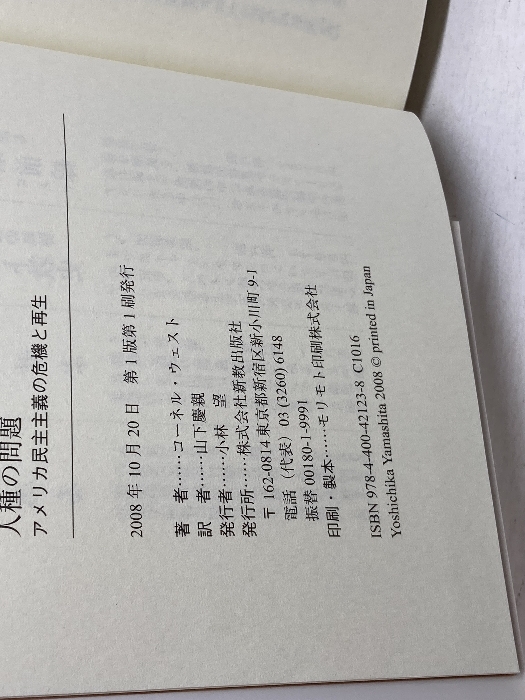 人種の問題
アメリカ民主主義の危機と再生
2008年10月20日　第1版第1刷発行
著　者……コーネル・ウェスト
訳　者……山下慶親
発行者……小林　望
発行所……株式会社新教出版社
〒162-0814 東京都新宿区新小川町 9-1
電話（代表）03 (3260) 6148
振替 00180-1-9991
印刷・製本……モリモト印刷株式会社
ISBN 978-4-400-42123-8 C1016
Yoshichika Yamashita 2008 © printed in Japan